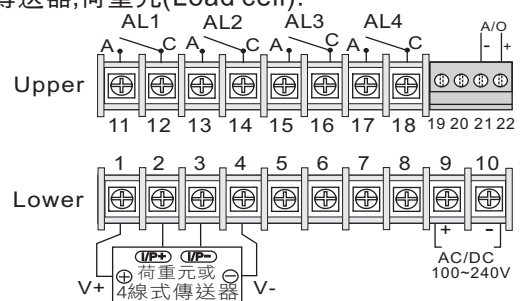 傳送器,荷重元(Load cell):
AL1 AL2 AL3 AL4 A/O
A C A C A C A C - +
Upper
11 12 13 14 15 16 17 18 19 20 21 22
1 2 3 4 5 6 7 8 9 10
Lower
+ -
I/P+ I/P- AC/DC
V+ + 荷重元或 - V- 100~240V
4線式傳送器